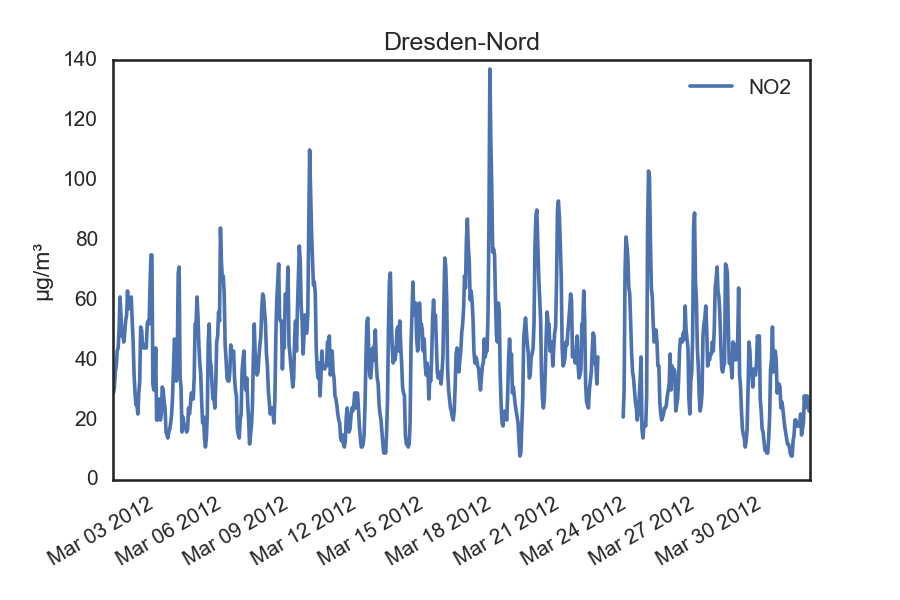 Dresden-Nord
NO2
µg/m³
140
120
100
80
60
40
20
0
Mar 03 2012
Mar 06 2012
Mar 09 2012
Mar 12 2012
Mar 15 2012
Mar 18 2012
Mar 21 2012
Mar 24 2012
Mar 27 2012
Mar 30 2012